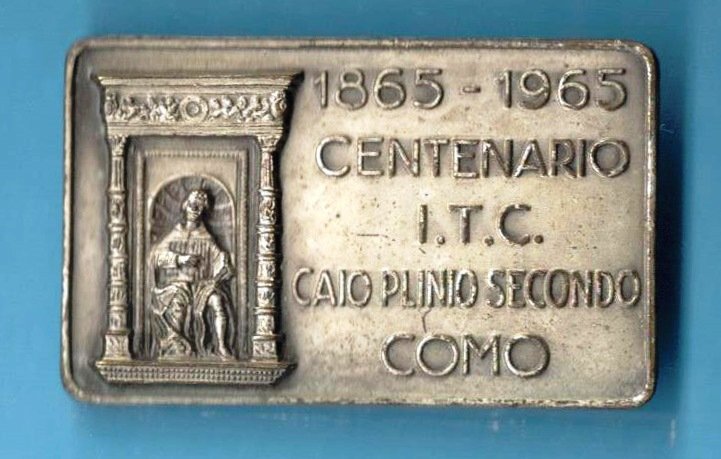 1865 - 1965
CENTENARIO
I.T.C.
CAIO PLINIO SECONDO
COMO